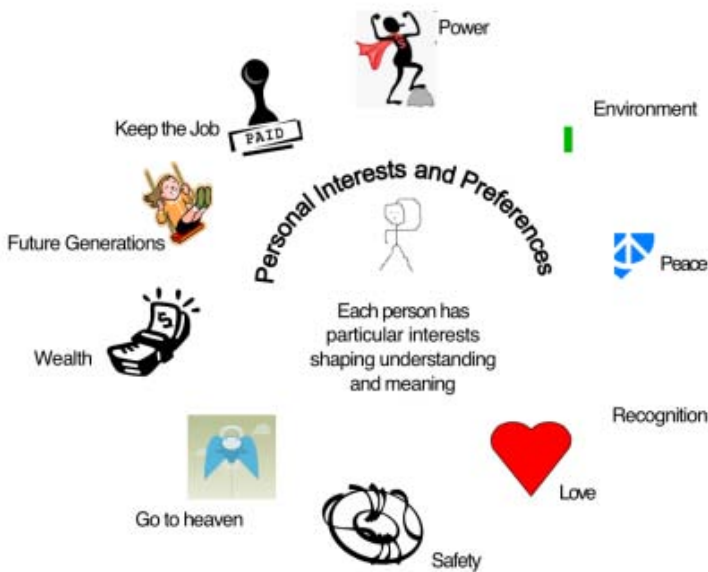 Power
Environment
Keep the Job
PAID
Personal Interests and Preferences
Future Generations
Peace
Each person has
particular interests
shaping understanding
and meaning
Wealth
Recognition
Love
Go to heaven
Safety